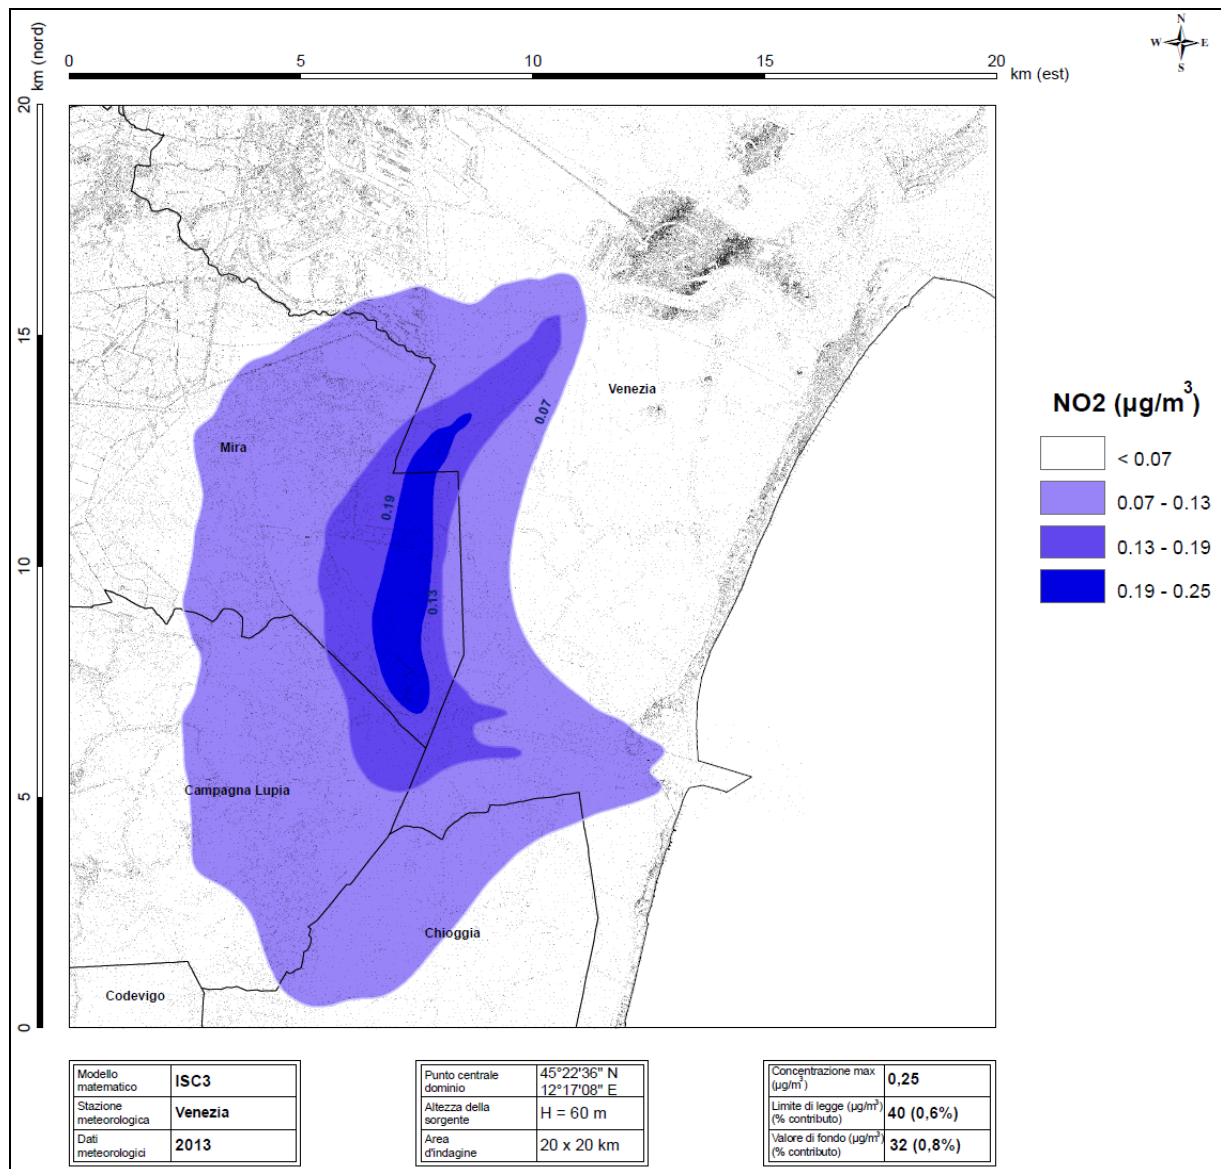 N
W E
S
km (nord)
0 5 10 15 20
km (est)
20
15
10
5
0
Venezia
0.07
Mira
0.19
0.13
Campagna Lupia
Chioggia
Codevigo
NO2 (µg/m³)
< 0.07
0.07 - 0.13
0.13 - 0.19
0.19 - 0.25
Modello matematico
ISC3
Stazione meteorologica
Venezia
Dati meteorologici
2013
Punto centrale dominio
45°22'36" N
12°17'08" E
Altezza della sorgente
H = 60 m
Area d'indagine
20 x 20 km
Concentrazione max (µg/m³)
0,25
Limite di legge (µg/m³) (% contributo)
40 (0,6%)
Valore di fondo (µg/m³) (% contributo)
32 (0,8%)